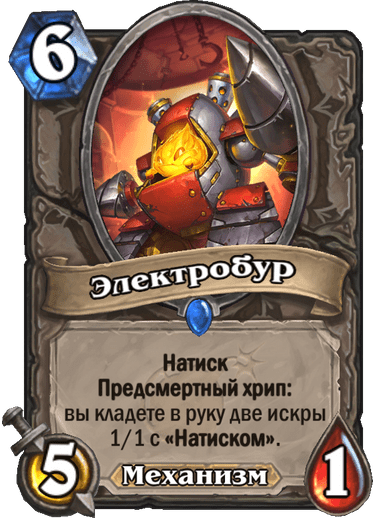 6
Электробур
Натиск
Предсмертный хрип:
вы кладете в руку две искры
1/1 с «Натиском».
5
Механизм
1